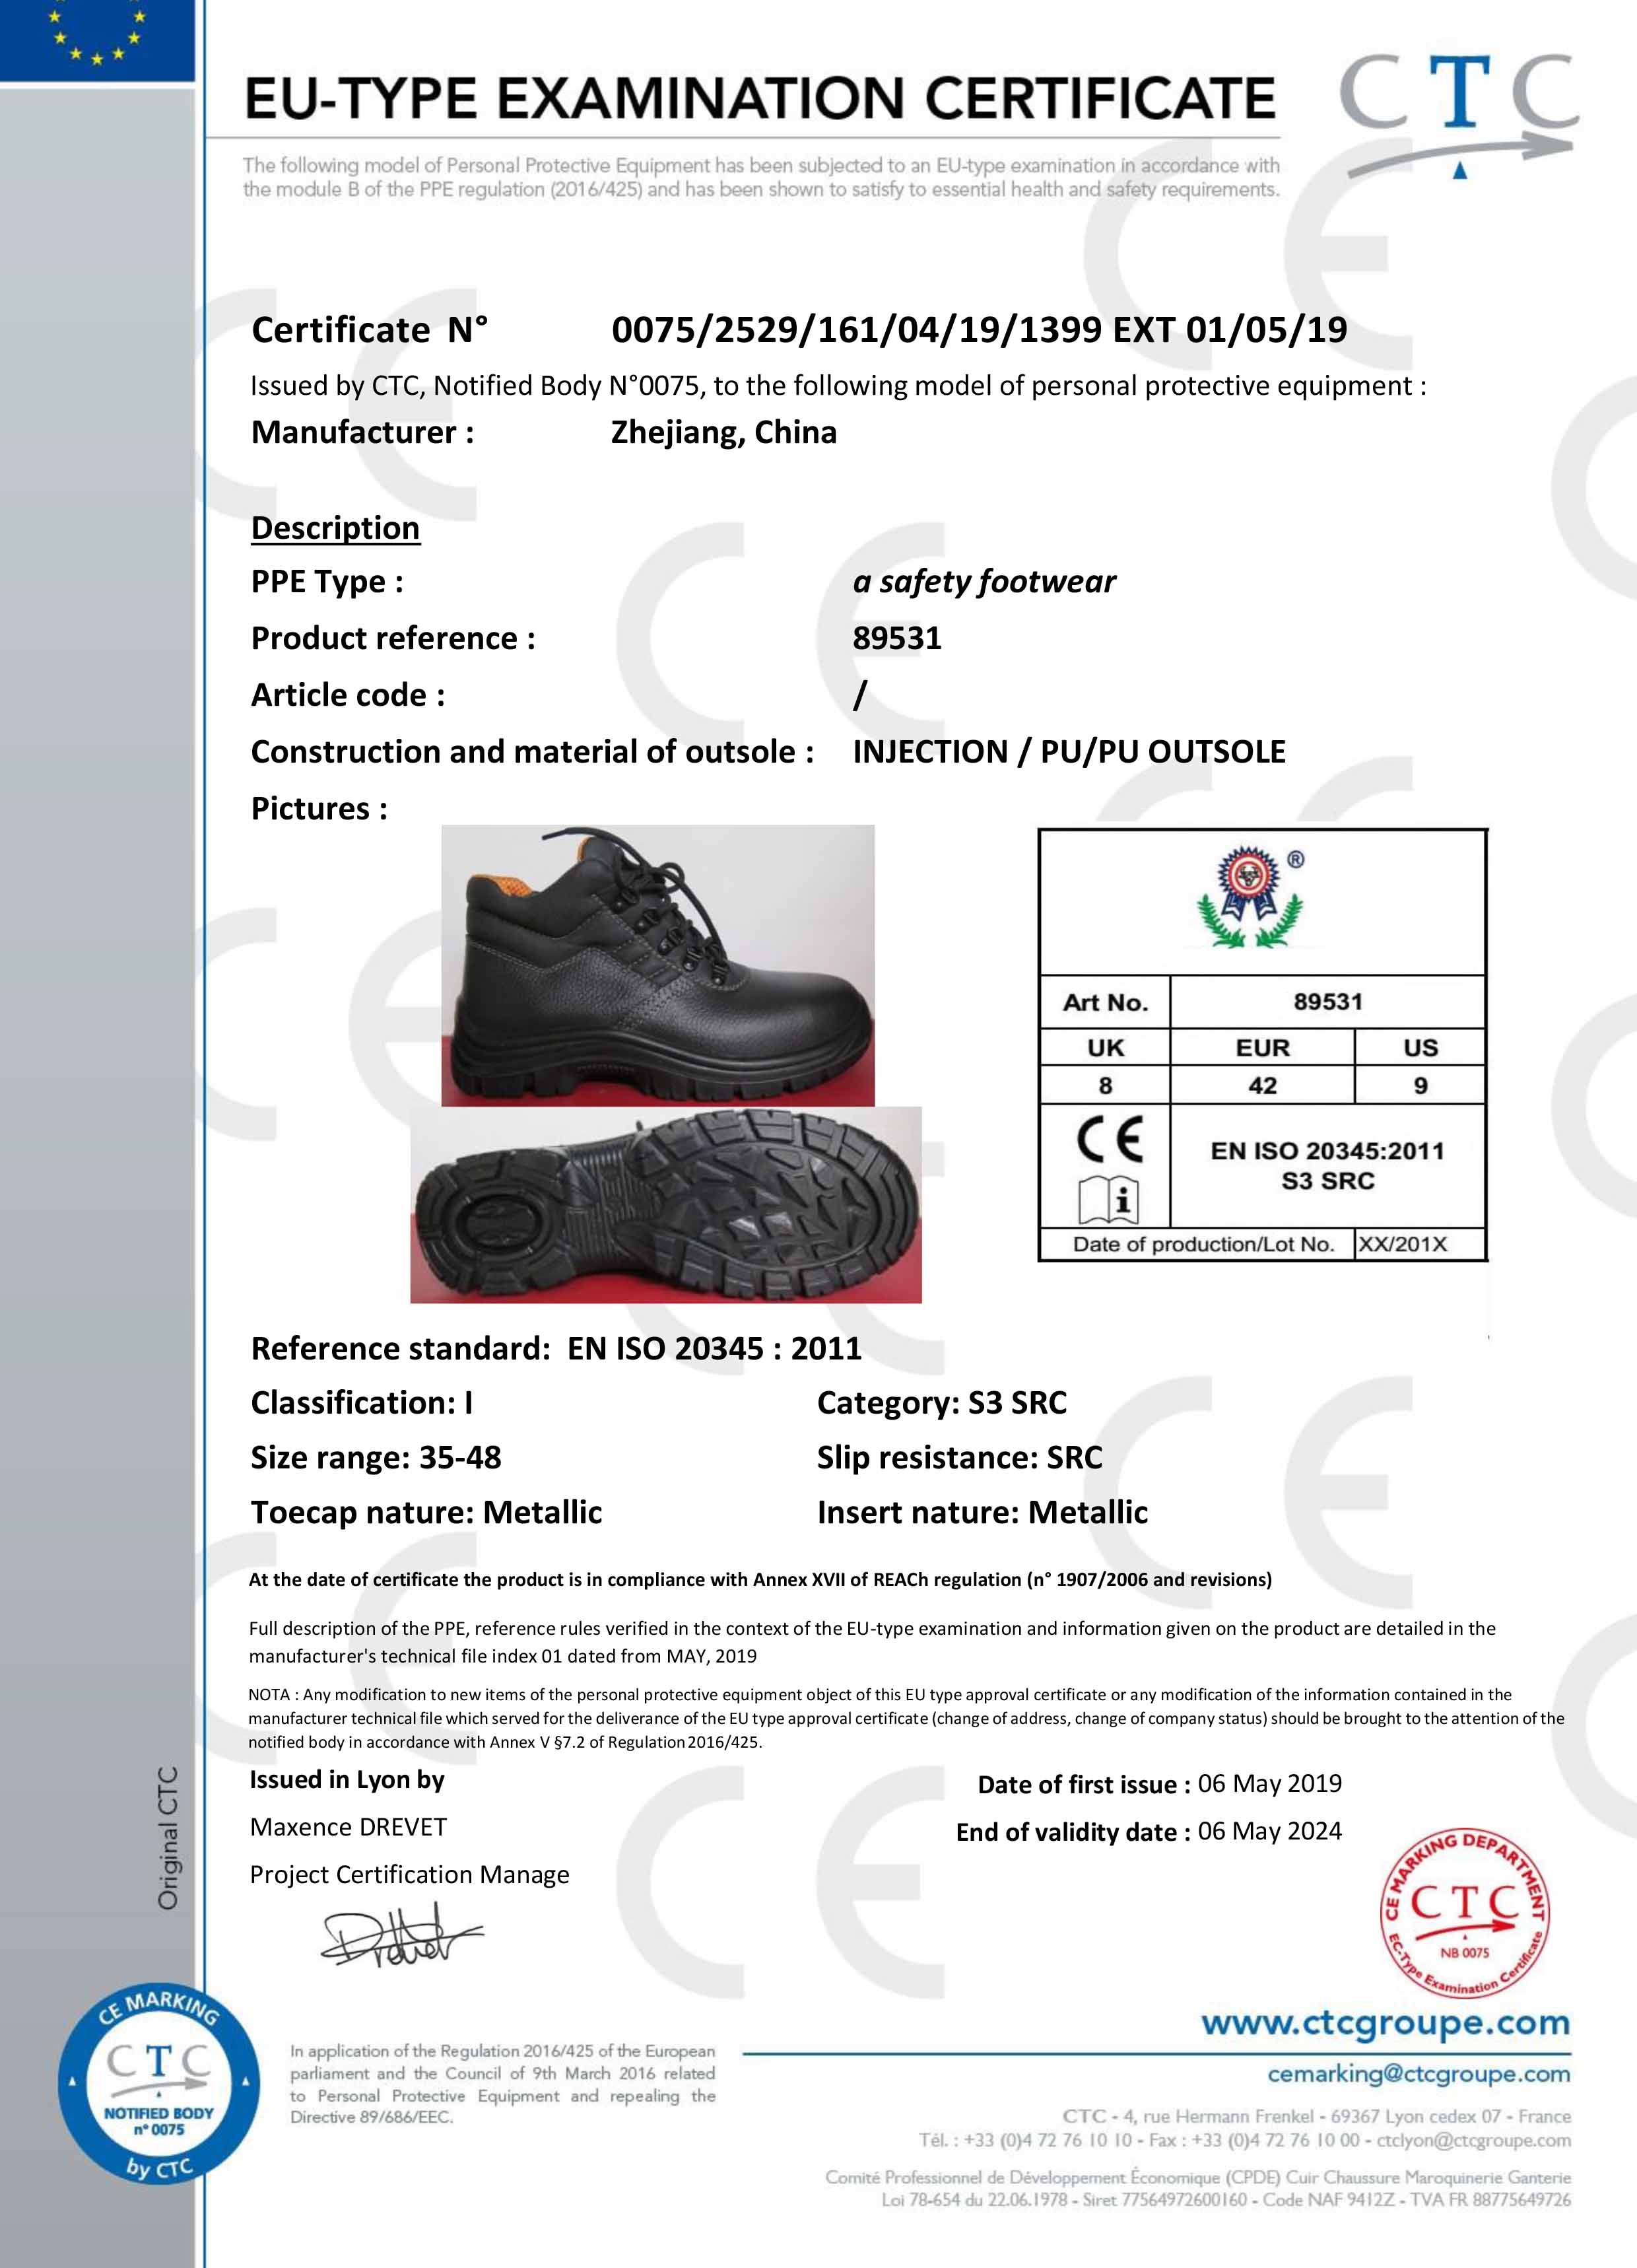 EU-TYPE EXAMINATION CERTIFICATE
CTC
The following model of Personal Protective Equipment has been subjected to an EU-type examination in accordance with
the module B of the PPE regulation (2016/425) and has been shown to satisfy to essential health and safety requirements.
Certificate N° 0075/2529/161/04/19/1399 EXT 01/05/19
Issued by CTC, Notified Body N°0075, to the following model of personal protective equipment :
Manufacturer : Zhejiang, China
Description
PPE Type : a safety footwear
Product reference : 89531
Article code : /
Construction and material of outsole : INJECTION / PU/PU OUTSOLE
Pictures :
®
Art No. 89531
UK EUR US
8 42 9
CE
EN ISO 20345:2011
S3 SRC
i
Date of production/Lot No. XX/201X
Reference standard: EN ISO 20345 : 2011
Classification: I Category: S3 SRC
Size range: 35-48 Slip resistance: SRC
Toecap nature: Metallic Insert nature: Metallic
At the date of certificate the product is in compliance with Annex XVII of REACh regulation (n° 1907/2006 and revisions)
Full description of the PPE, reference rules verified in the context of the EU-type examination and information given on the product are detailed in the
manufacturer's technical file index 01 dated from MAY, 2019
NOTA : Any modification to new items of the personal protective equipment object of this EU type approval certificate or any modification of the information contained in the
manufacturer technical file which served for the deliverance of the EU type approval certificate (change of address, change of company status) should be brought to the attention of the
notified body in accordance with Annex V §7.2 of Regulation 2016/425.
Issued in Lyon by
Date of first issue : 06 May 2019
Maxence DREVET
End of validity date : 06 May 2024
Project Certification Manage
Original CTC
CE MARKING DEPARTMENT
CTC
NB 0075
EC-Type Examination Certificate
CE MARKING
CTC
NOTIFIED BODY
n° 0075
by CTC
In application of the Regulation 2016/425 of the European
parliament and the Council of 9th March 2016 related
to Personal Protective Equipment and repealing the
Directive 89/686/EEC.
www.ctcgroupe.com
cemarking@ctcgroupe.com
CTC - 4, rue Hermann Frenkel - 69367 Lyon cedex 07 - France
Tél. : +33 (0)4 72 76 10 10 - Fax : +33 (0)4 72 76 10 00 - ctclyon@ctcgroupe.com
Comité Professionnel de Développement Économique (CPDE) Cuir Chaussure Maroquinerie Ganterie
Loi 78-654 du 22.06.1978 - Siret 77564972600160 - Code NAF 9412Z - TVA FR 88775649726